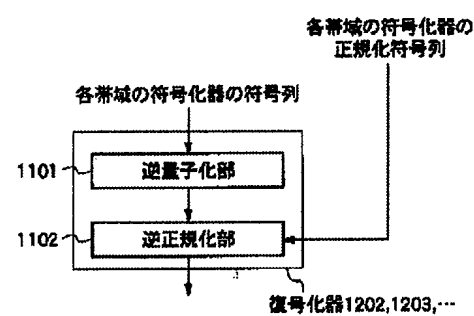 各帯域の符号化器の
正規化符号列
各帯域の符号化器の符号列
1101
逆量子化部
1102
逆正規化部
復号化器1202,1203,…